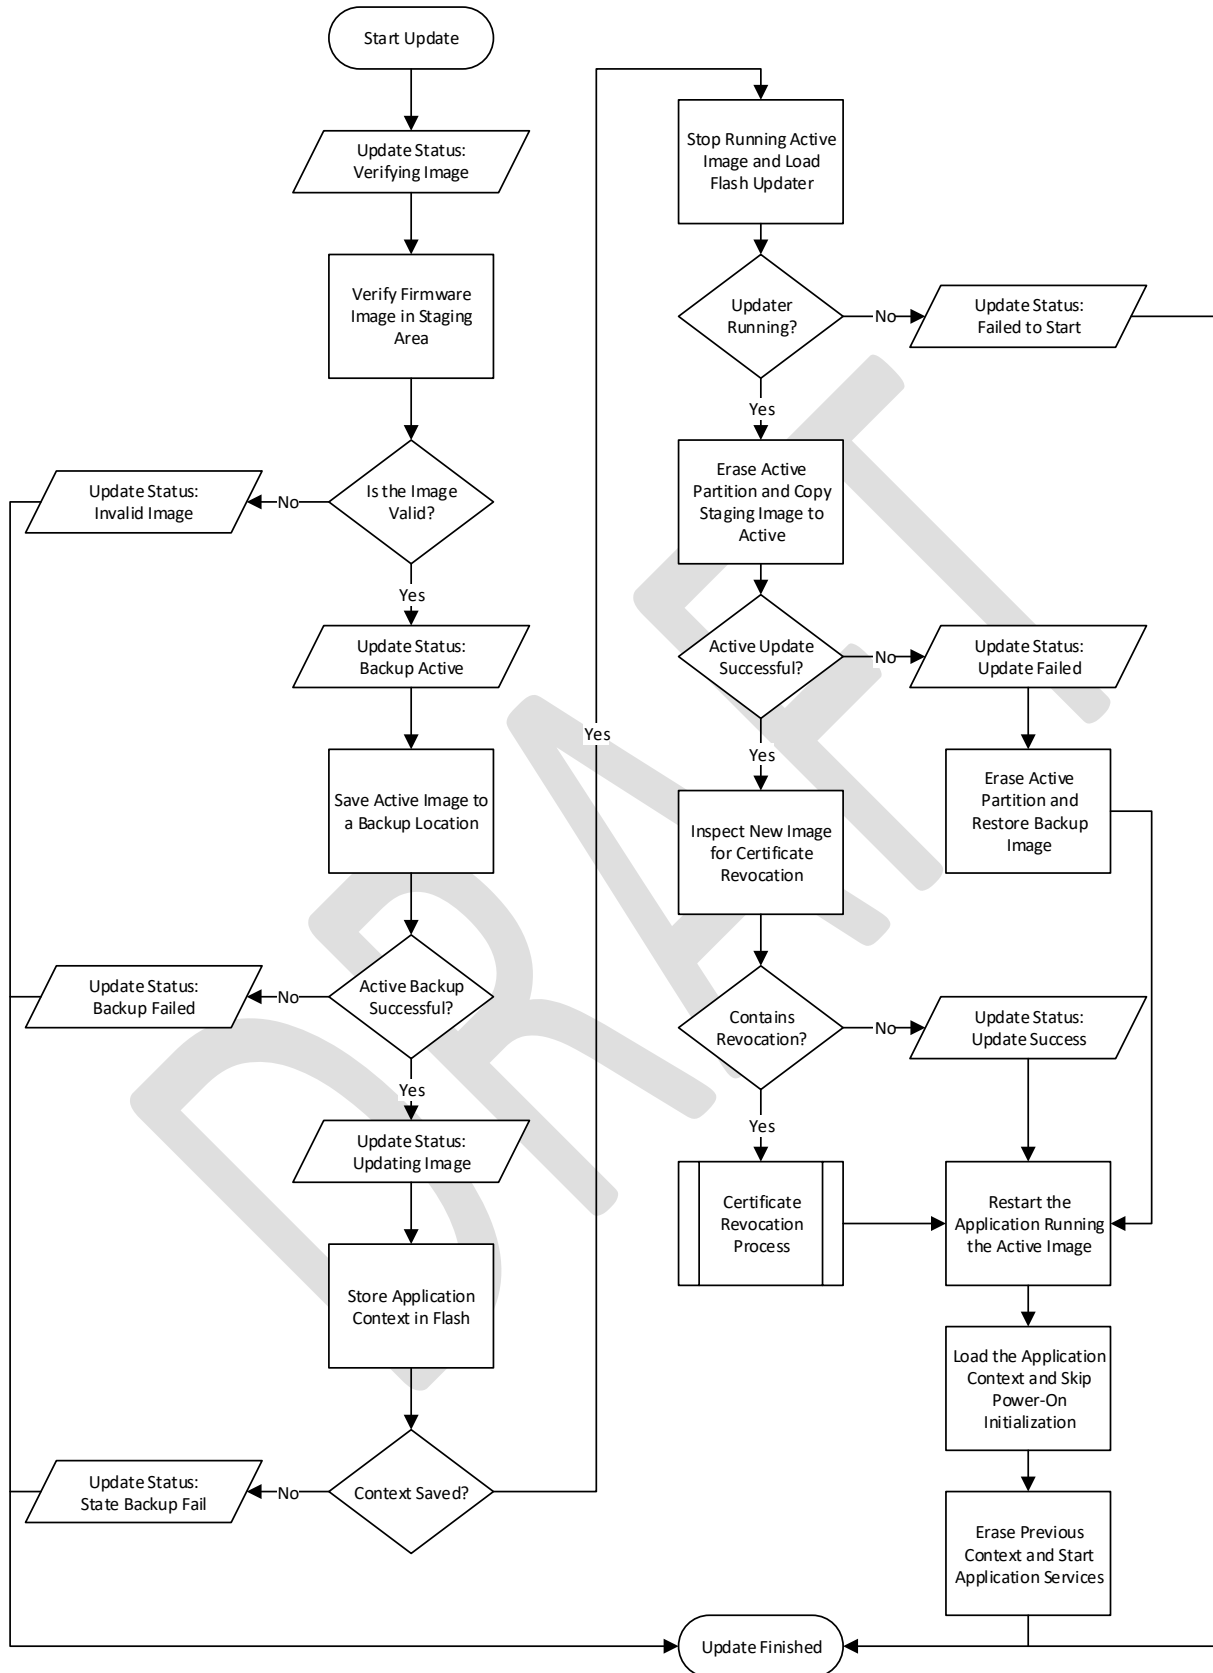 Start Update
Update Status:
Verifying Image
Verify Firmware
Image in Staging
Area
Is the Image
Valid?
No
Update Status:
Invalid Image
Yes
Update Status:
Backup Active
Save Active Image to
a Backup Location
Active Backup
Successful?
No
Update Status:
Backup Failed
Yes
Update Status:
Updating Image
Store Application
Context in Flash
Context Saved?
No
Update Status:
State Backup Fail
Yes
Stop Running Active
Image and Load
Flash Updater
Updater
Running?
No
Update Status:
Failed to Start
Yes
Erase Active
Partition and Copy
Staging Image to
Active
Active Update
Successful?
No
Update Status:
Update Failed
Erase Active
Partition and
Restore Backup
Image
Yes
Inspect New Image
for Certificate
Revocation
Contains
Revocation?
No
Update Status:
Update Success
Yes
Certificate
Revocation
Process
Restart the
Application Running
the Active Image
Load the Application
Context and Skip
Power-On
Initialization
Erase Previous
Context and Start
Application Services
Update Finished
DRAFT